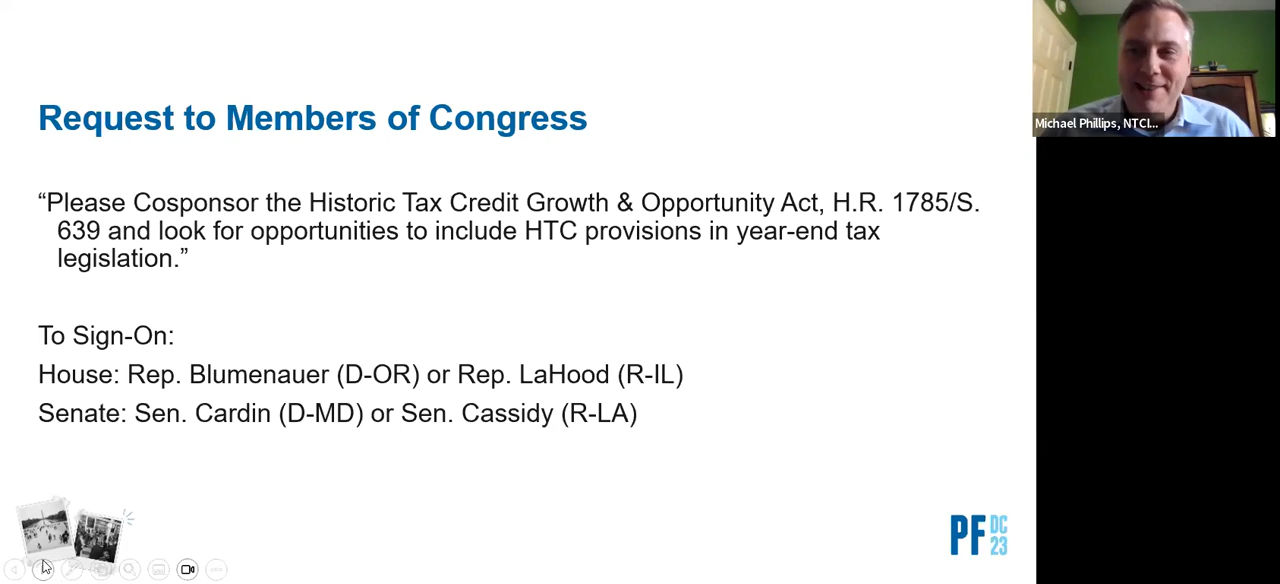 Request to Members of Congress
“Please Cosponsor the Historic Tax Credit Growth & Opportunity Act, H.R. 1785/S.
639 and look for opportunities to include HTC provisions in year-end tax
legislation.”
To Sign-On:
House: Rep. Blumenauer (D-OR) or Rep. LaHood (R-IL)
Senate: Sen. Cardin (D-MD) or Sen. Cassidy (R-LA)
Michael Phillips, NTCI...
PF DC
23